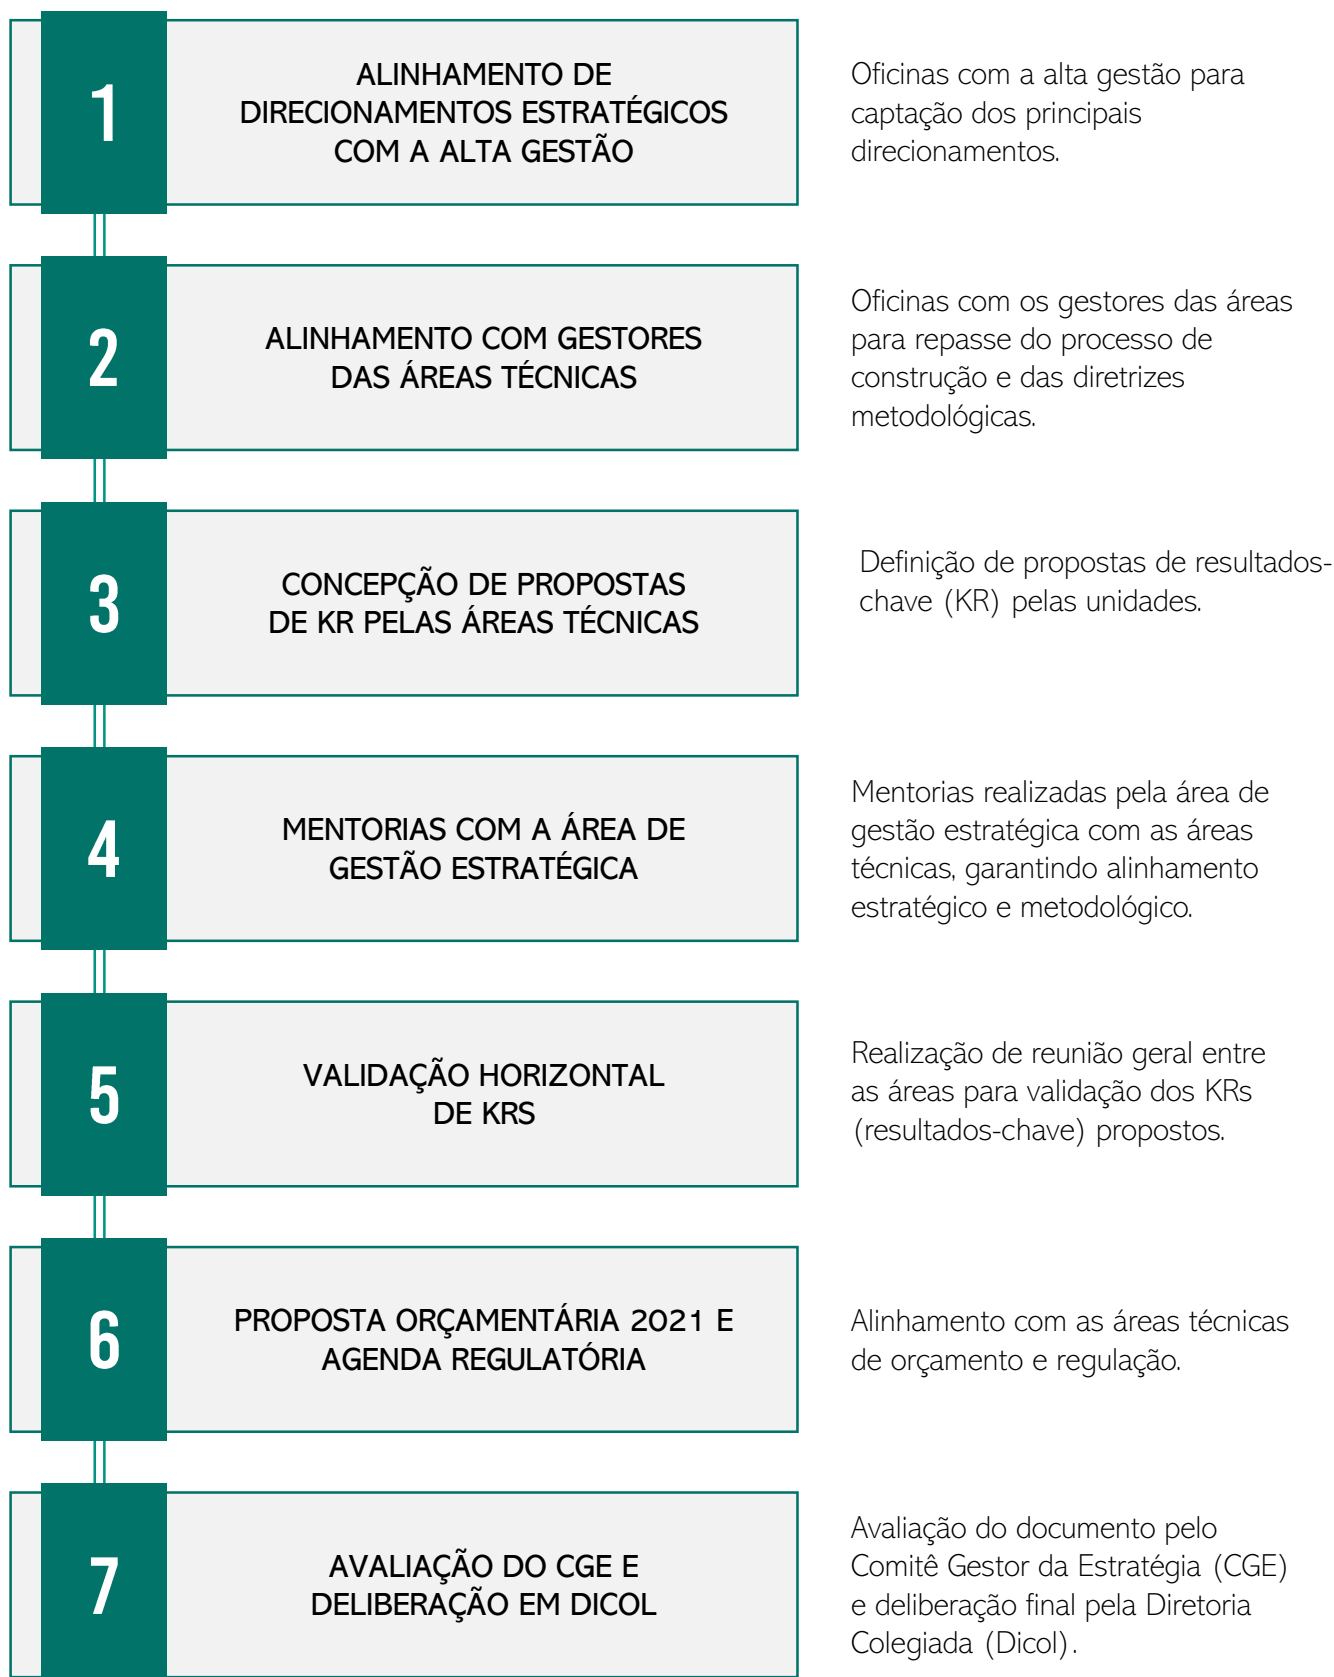 1
ALINHAMENTO DE
DIRECIONAMENTOS ESTRATÉGICOS
COM A ALTA GESTÃO
Oficinas com a alta gestão para
captação dos principais
direcionamentos.
2
ALINHAMENTO COM GESTORES
DAS ÁREAS TÉCNICAS
Oficinas com os gestores das áreas
para repasse do processo de
construção e das diretrizes
metodológicas.
3
CONCEPÇÃO DE PROPOSTAS
DE KR PELAS ÁREAS TÉCNICAS
Definição de propostas de resultados-
chave (KR) pelas unidades.
4
MENTORIAS COM A ÁREA DE
GESTÃO ESTRATÉGICA
Mentorias realizadas pela área de
gestão estratégica com as áreas
técnicas, garantindo alinhamento
estratégico e metodológico.
5
VALIDAÇÃO HORIZONTAL
DE KRS
Realização de reunião geral entre
as áreas para validação dos KRs
(resultados-chave) propostos.
6
PROPOSTA ORÇAMENTÁRIA 2021 E
AGENDA REGULATÓRIA
Alinhamento com as áreas técnicas
de orçamento e regulação.
7
AVALIAÇÃO DO CGE E
DELIBERAÇÃO EM DICOL
Avaliação do documento pelo
Comitê Gestor da Estratégia (CGE)
e deliberação final pela Diretoria
Colegiada (Dicol).